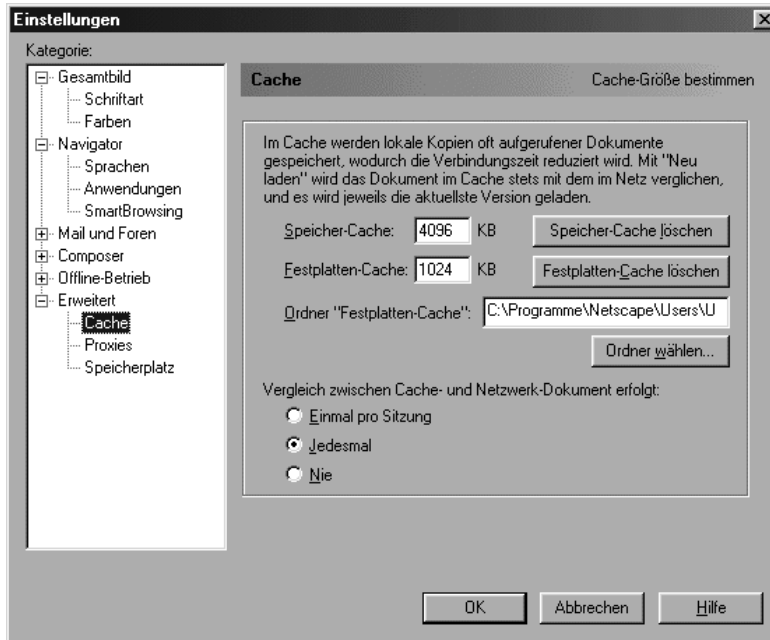 Einstellungen
Kategorie:
Gesamtbild
Schriftart
Farben
Navigator
Sprachen
Anwendungen
SmartBrowsing
Mail und Foren
Composer
Offline-Betrieb
Erweitert
Cache
Proxies
Speicherplatz
Cache Cache-Größe bestimmen
Im Cache werden lokale Kopien oft aufgerufener Dokumente
gespeichert, wodurch die Verbindungszeit reduziert wird. Mit "Neu
laden" wird das Dokument im Cache stets mit dem im Netz verglichen,
und es wird jeweils die aktuellste Version geladen.
Speicher-Cache: 4096 KB Speicher-Cache löschen
Festplatten-Cache: 1024 KB Festplatten-Cache löschen
Ordner "Festplatten-Cache": C:\Programme\Netscape\Users\U
Ordner wählen...
Vergleich zwischen Cache- und Netzwerk-Dokument erfolgt:
Einmal pro Sitzung
Jedesmal
Nie
OK Abbrechen Hilfe